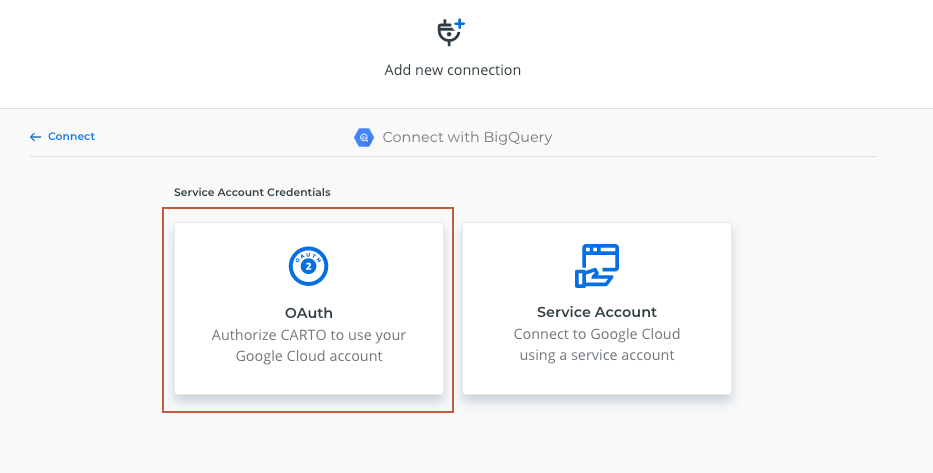 Add new connection
Connect
Connect with BigQuery
Service Account Credentials
OAUTH
2
OAuth
Authorize CARTO to use your
Google Cloud account
Service Account
Connect to Google Cloud
using a service account